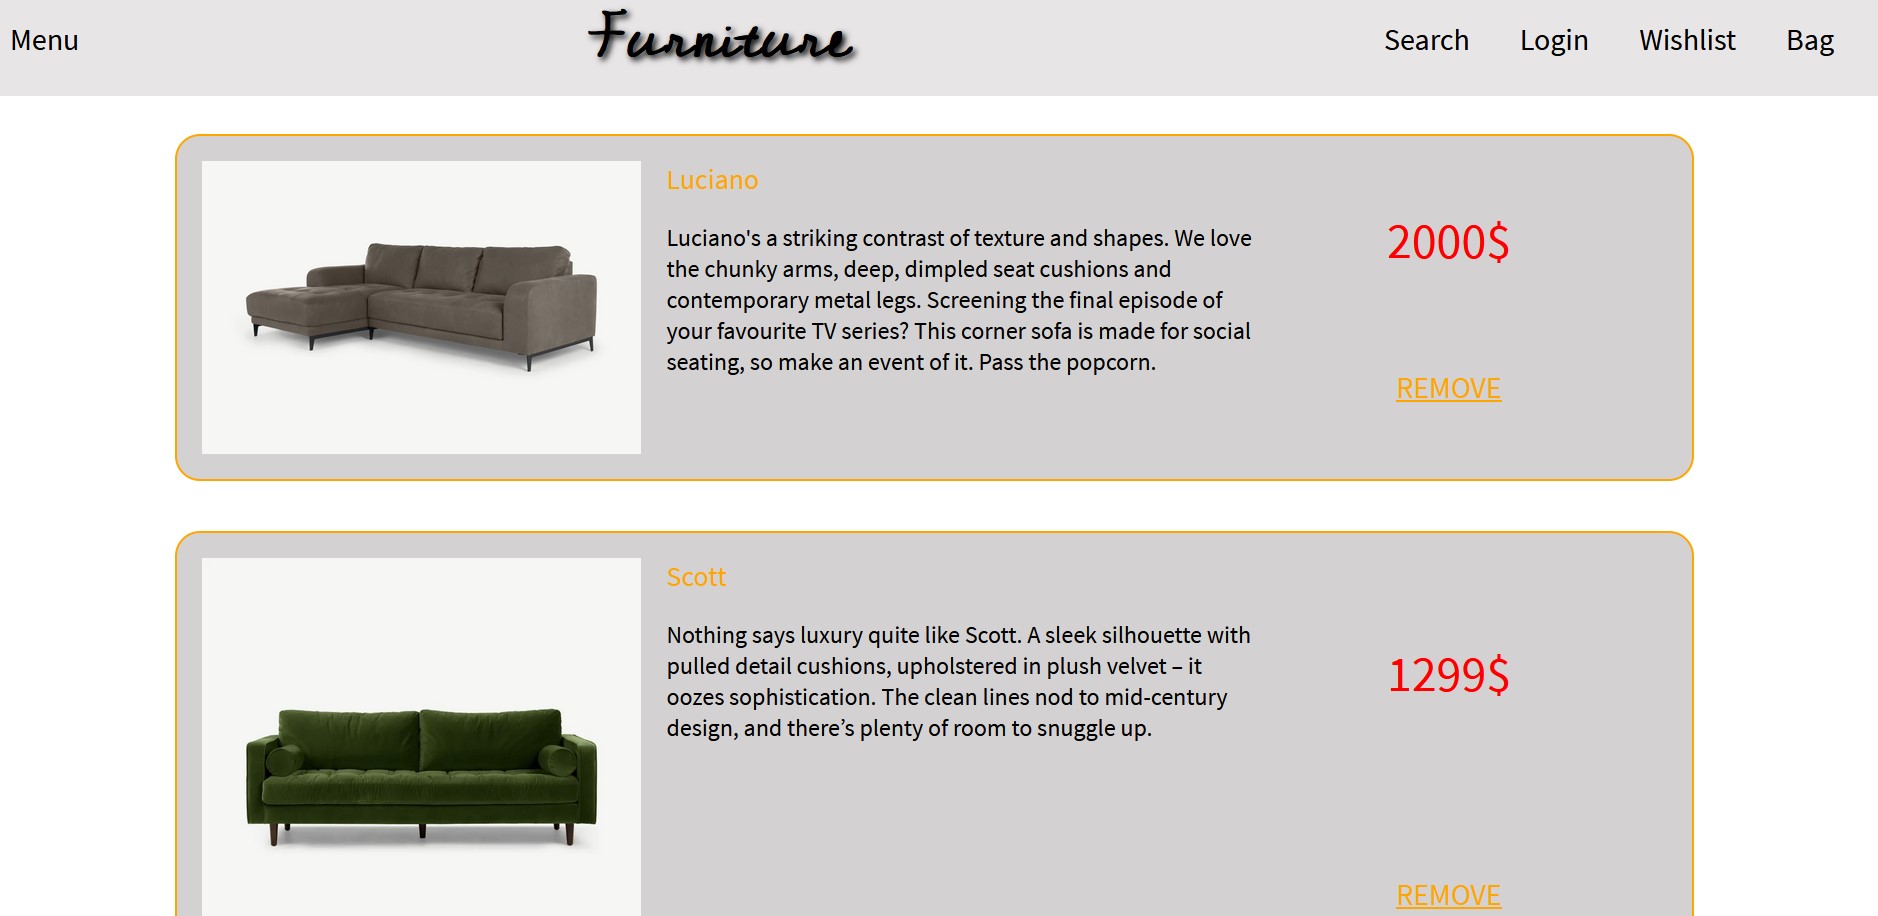 Menu
Furniture
Search
Login
Wishlist
Bag
Luciano
Luciano's a striking contrast of texture and shapes. We love
the chunky arms, deep, dimpled seat cushions and
contemporary metal legs. Screening the final episode of
your favourite TV series? This corner sofa is made for social
seating, so make an event of it. Pass the popcorn.
2000$
REMOVE
Scott
Nothing says luxury quite like Scott. A sleek silhouette with
pulled detail cushions, upholstered in plush velvet – it
oozes sophistication. The clean lines nod to mid-century
design, and there’s plenty of room to snuggle up.
1299$
REMOVE